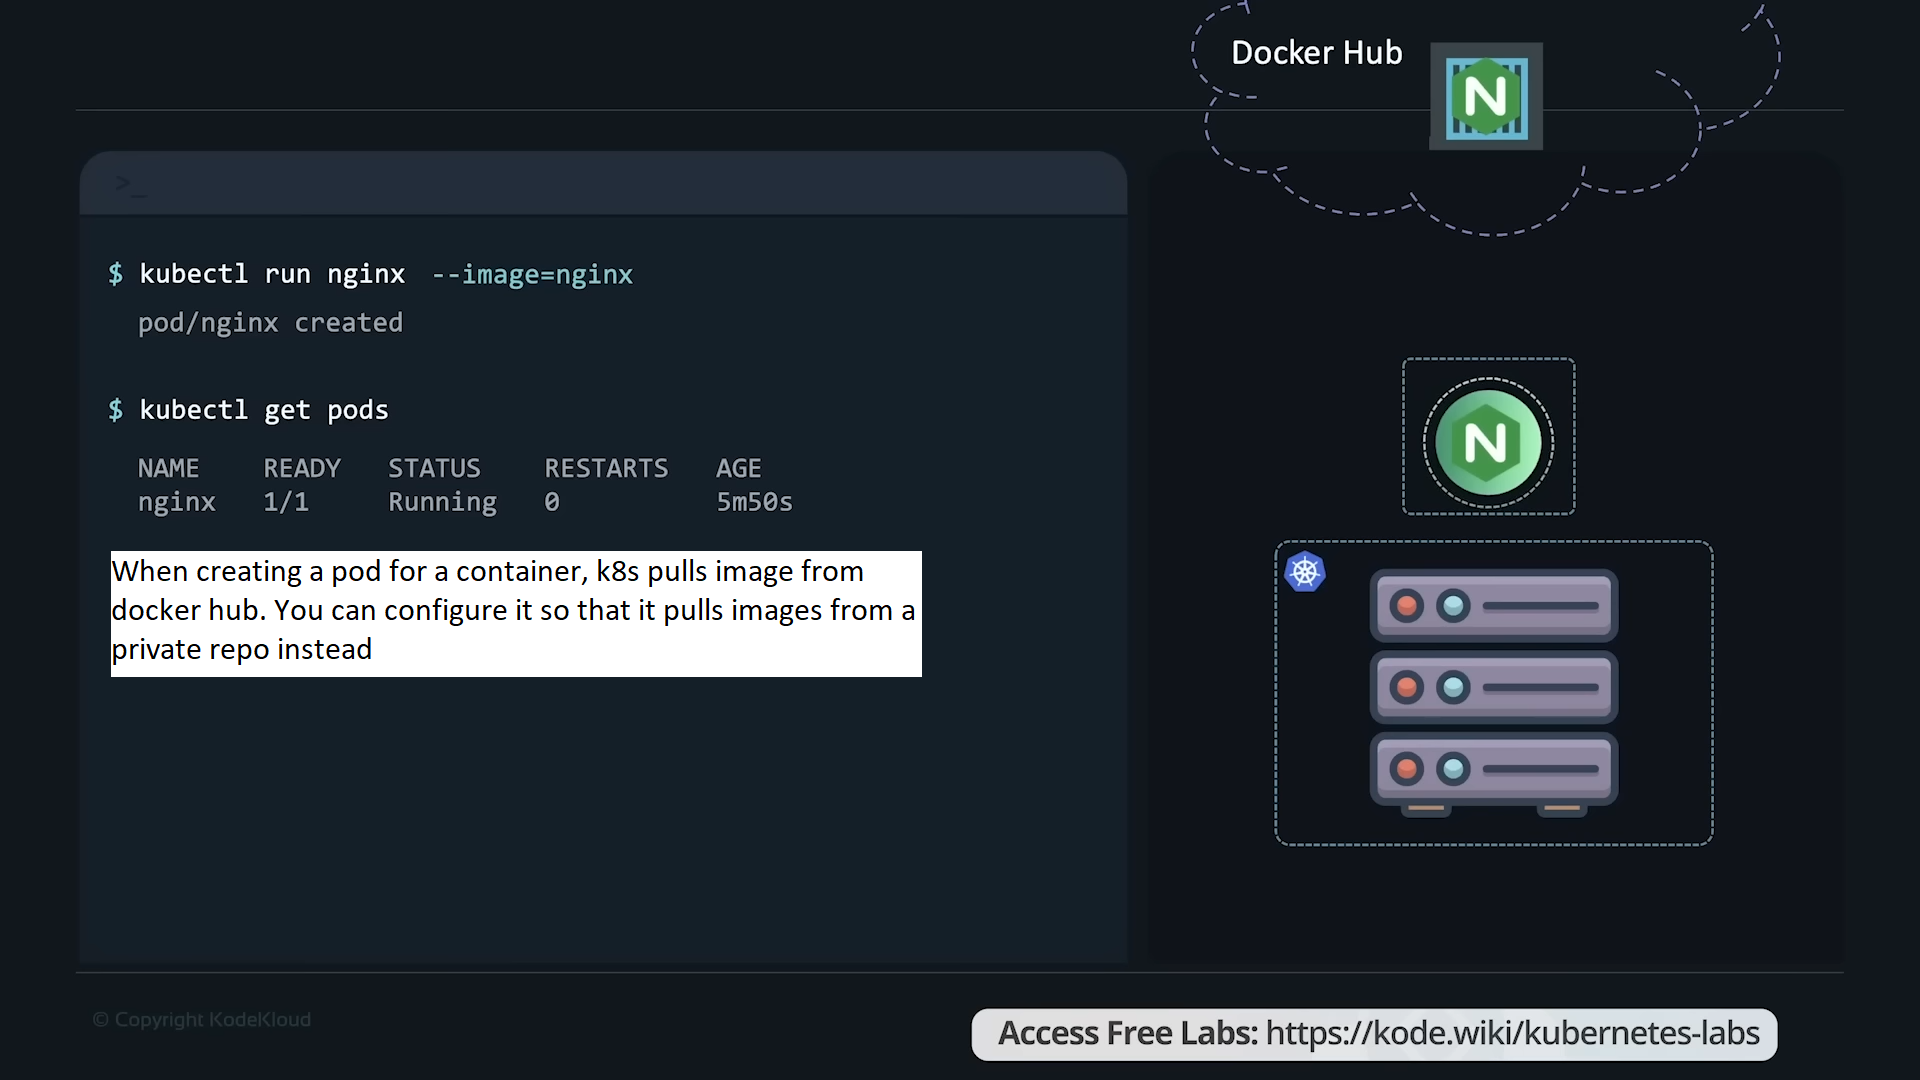 Docker Hub
N
>_
$ kubectl run nginx --image=nginx
pod/nginx created
$ kubectl get pods
NAME READY STATUS RESTARTS AGE
nginx 1/1 Running 0 5m50s
When creating a pod for a container, k8s pulls image from
docker hub. You can configure it so that it pulls images from a
private repo instead
N
© Copyright KodeKloud
Access Free Labs: https://kode.wiki/kubernetes-labs